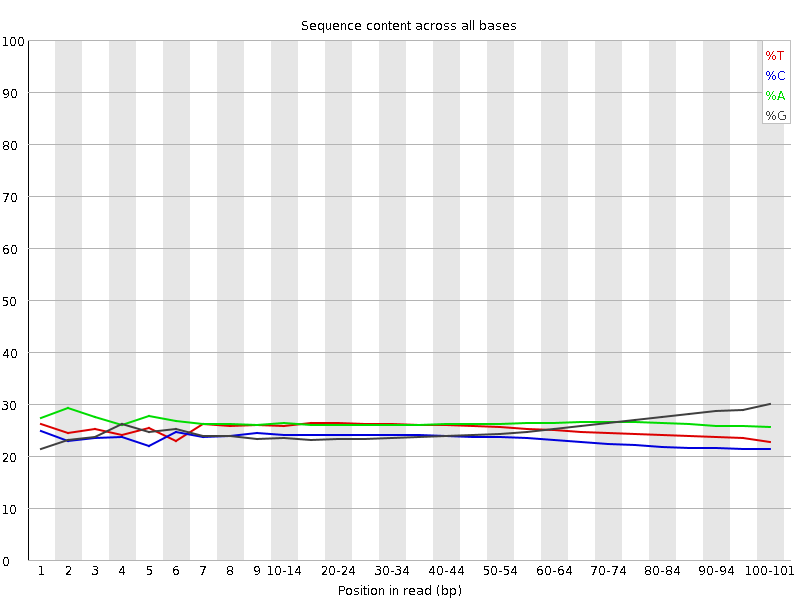 Sequence content across all bases
100
90
80
70
60
50
40
30
20
10
0
%T
%C
%A
%G
1 2 3 4 5 6 7 8 9 10-14 20-24 30-34 40-44 50-54 60-64 70-74 80-84 90-94 100-101
Position in read (bp)